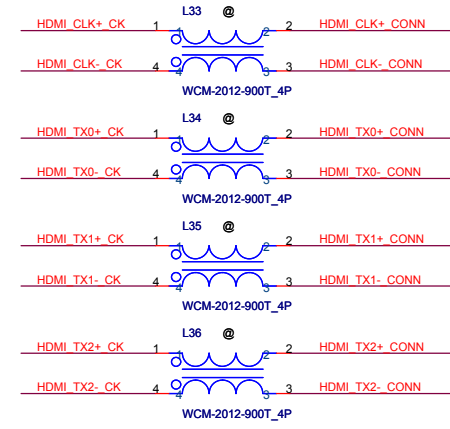 L33 @
HDMI_CLK+_CK 1 1 2 2 HDMI_CLK+_CONN
HDMI_CLK-_CK 4 4 3 3 HDMI_CLK-_CONN
WCM-2012-900T_4P
L34 @
HDMI_TX0+_CK 1 1 2 2 HDMI_TX0+_CONN
HDMI_TX0-_CK 4 4 3 3 HDMI_TX0-_CONN
WCM-2012-900T_4P
L35 @
HDMI_TX1+_CK 1 1 2 2 HDMI_TX1+_CONN
HDMI_TX1-_CK 4 4 3 3 HDMI_TX1-_CONN
WCM-2012-900T_4P
L36 @
HDMI_TX2+_CK 1 1 2 2 HDMI_TX2+_CONN
HDMI_TX2-_CK 4 4 3 3 HDMI_TX2-_CONN
WCM-2012-900T_4P